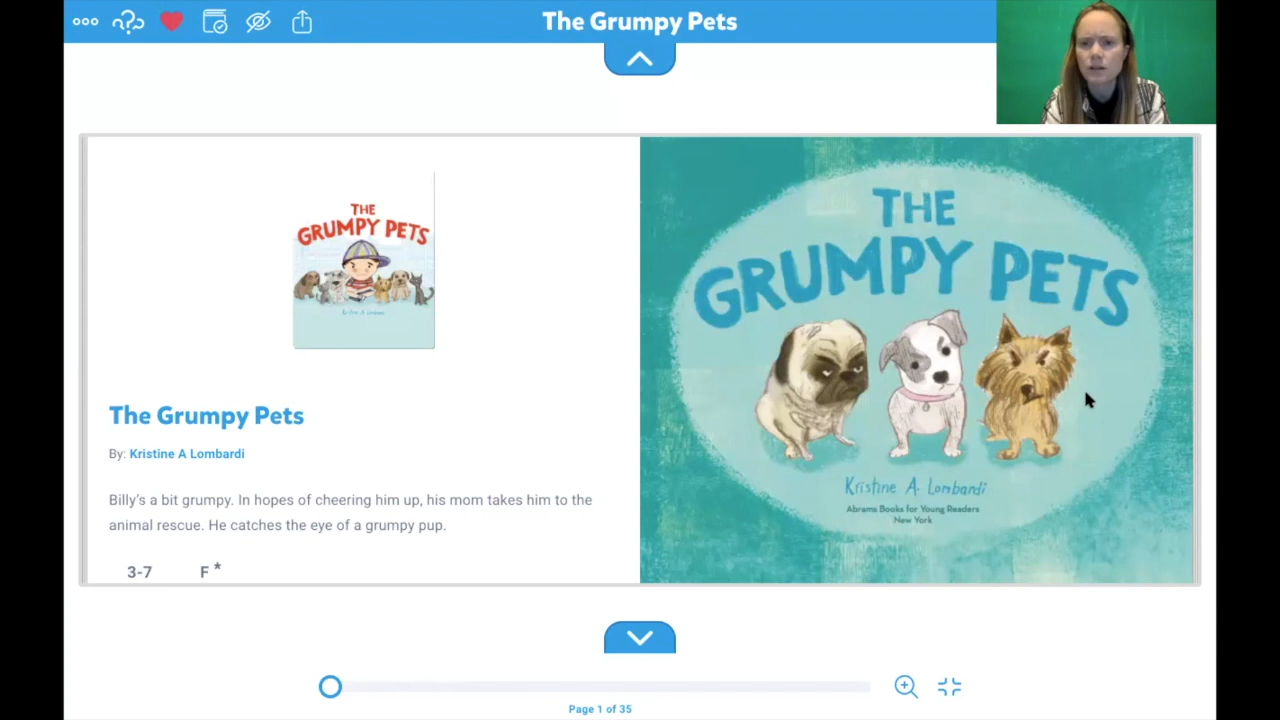 The Grumpy Pets
THE
GRUMPY PETS
Kristine A Lombardi
The Grumpy Pets
By: Kristine A Lombardi
Billy's a bit grumpy. In hopes of cheering him up, his mom takes him to the
animal rescue. He catches the eye of a grumpy pup.
3-7 F *
THE
GRUMPY PETS
Kristine A. Lombardi
Abrams Books for Young Readers
New York
Page 1 of 35